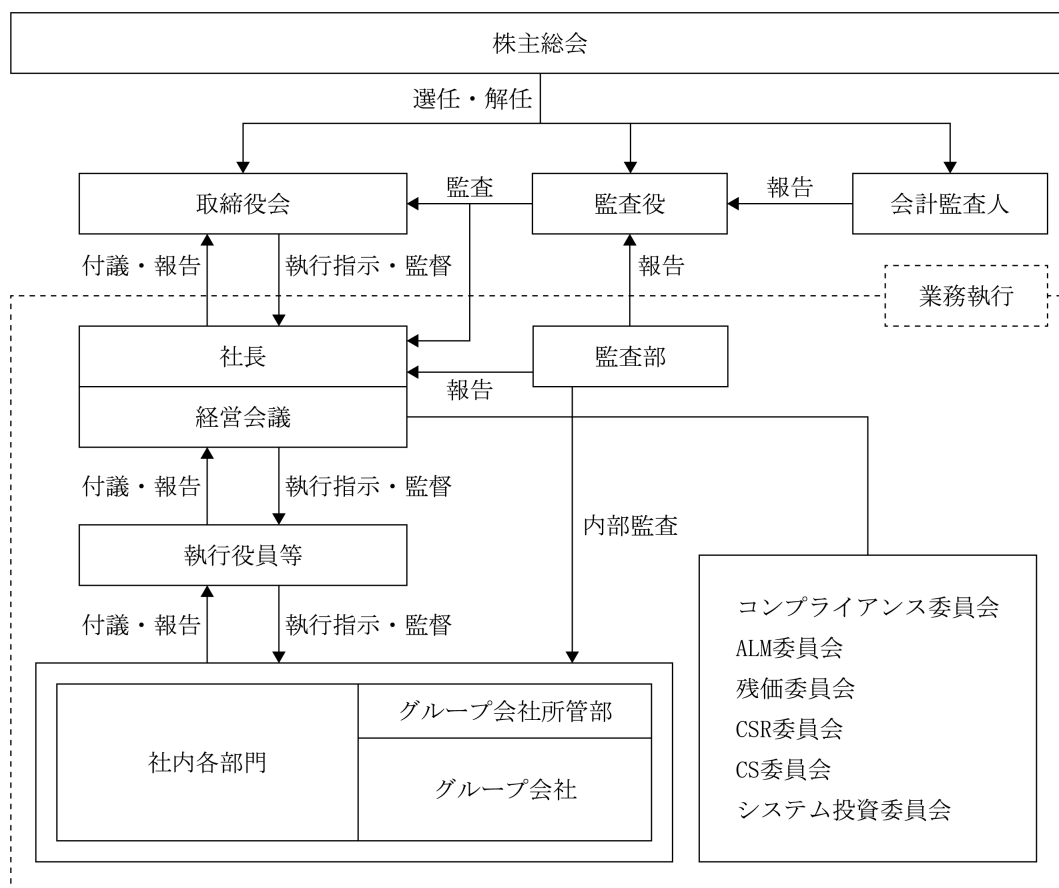 株主総会
選任・解任
取締役会
監査
監査役
報告
会計監査人
付議・報告
執行指示・監督
報告
業務執行
社長
監査部
報告
経営会議
付議・報告
執行指示・監督
内部監査
執行役員等
付議・報告
執行指示・監督
コンプライアンス委員会
ALM委員会
残価委員会
CSR委員会
CS委員会
システム投資委員会
社内各部門
グループ会社所管部
グループ会社